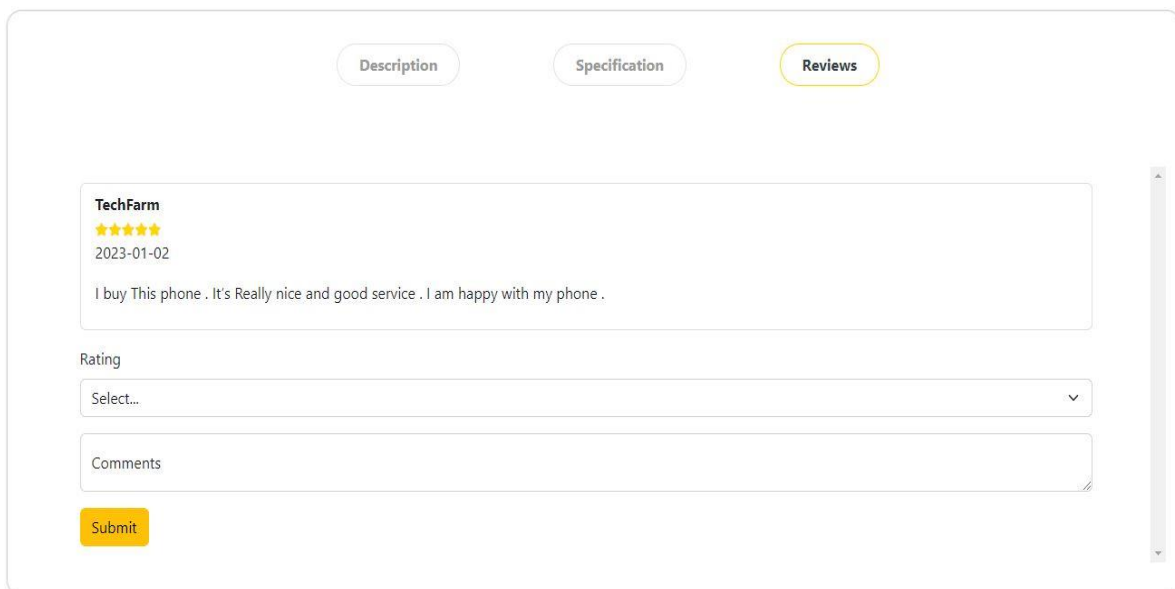 Description Specification Reviews
TechFarm
2023-01-02
I buy This phone . It's Really nice and good service . I am happy with my phone .
Rating
Select...
Comments
Submit